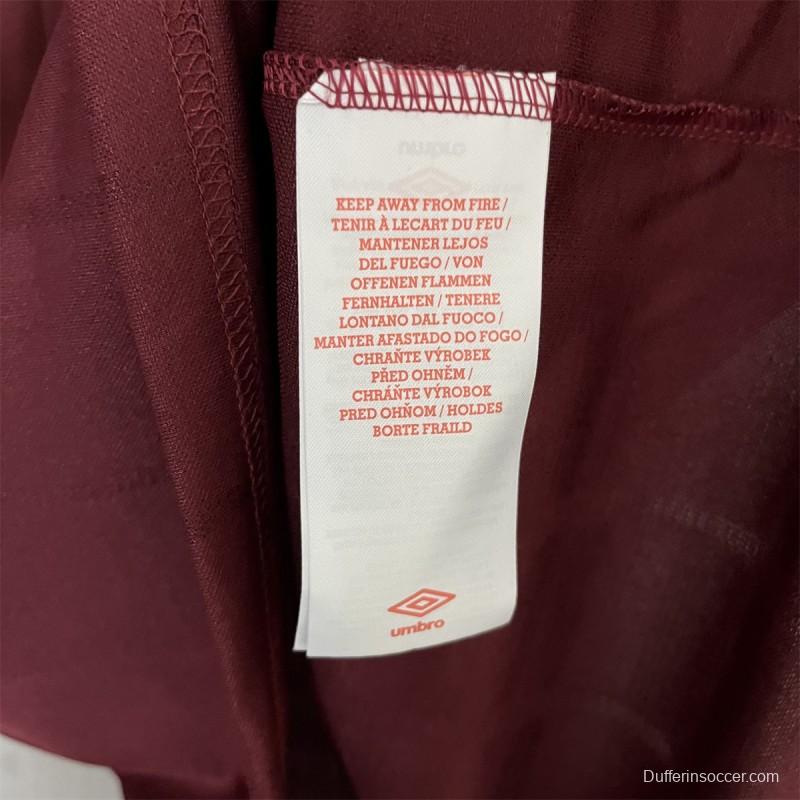 KEEP AWAY FROM FIRE /
TENIR À LECART DU FEU /
MANTENER LEJOS
DEL FUEGO / VON
OFFENEN FLAMMEN
FERNHALTEN / TENERE
LONTANO DAL FUOCO /
MANTER AFASTADO DO FOGO /
CHRAŇTE VÝROBEK
PŘED OHNĚM /
CHRÁŇTE VÝROBOK
PRED OHŇOM / HOLDES
BORTE FRAILD
umbro
Dufferinsoccer.com